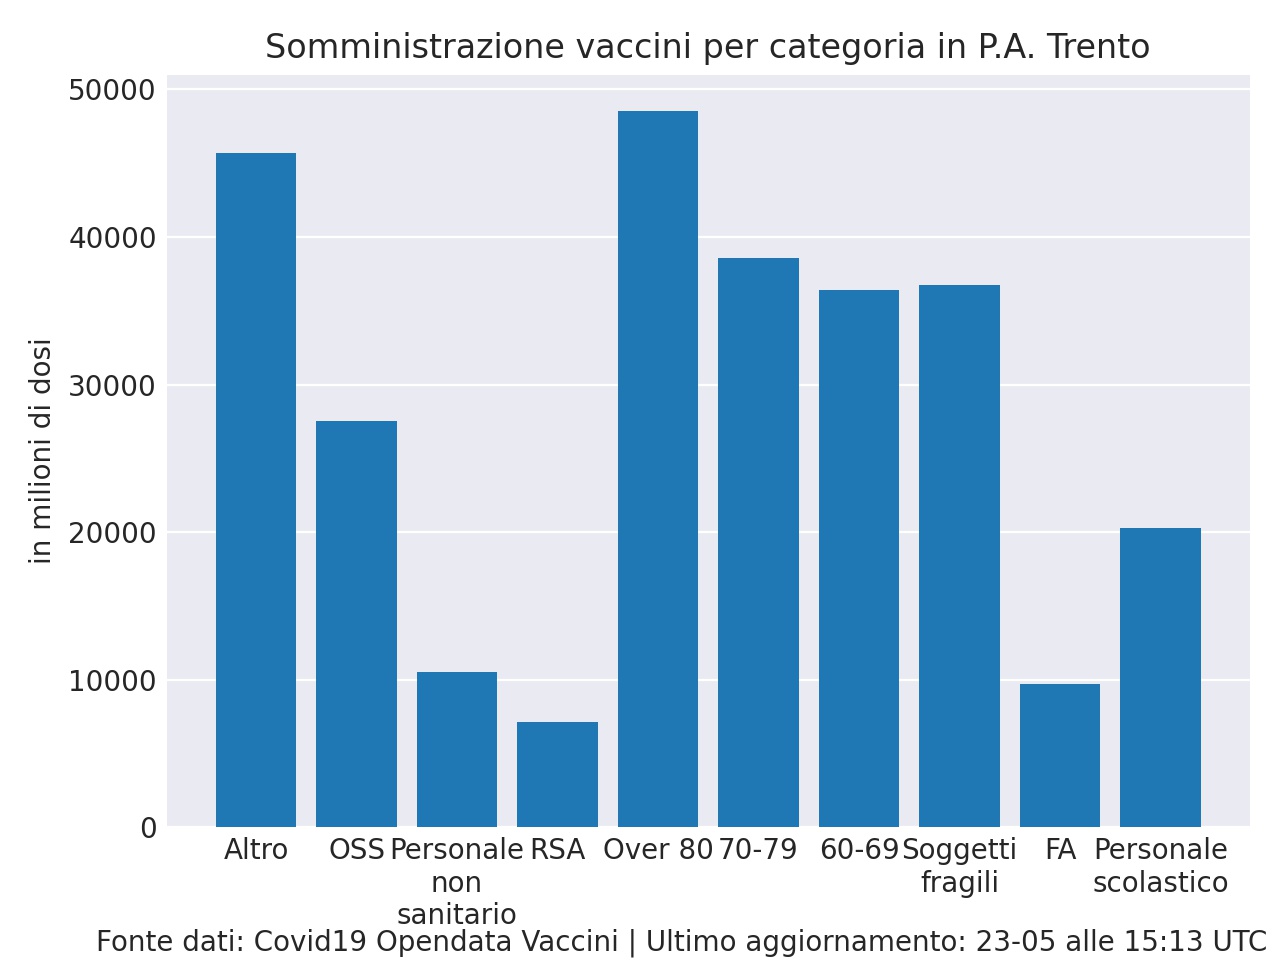 Somministrazione vaccini per categoria in P.A. Trento
50000
40000
30000
20000
10000
0
in milioni di dosi
Altro
OSS
Personale
non
sanitario
RSA
Over 80
70-79
60-69
Soggetti
fragili
FA
Personale
scolastico
Fonte dati: Covid19 Opendata Vaccini | Ultimo aggiornamento: 23-05 alle 15:13 UTC